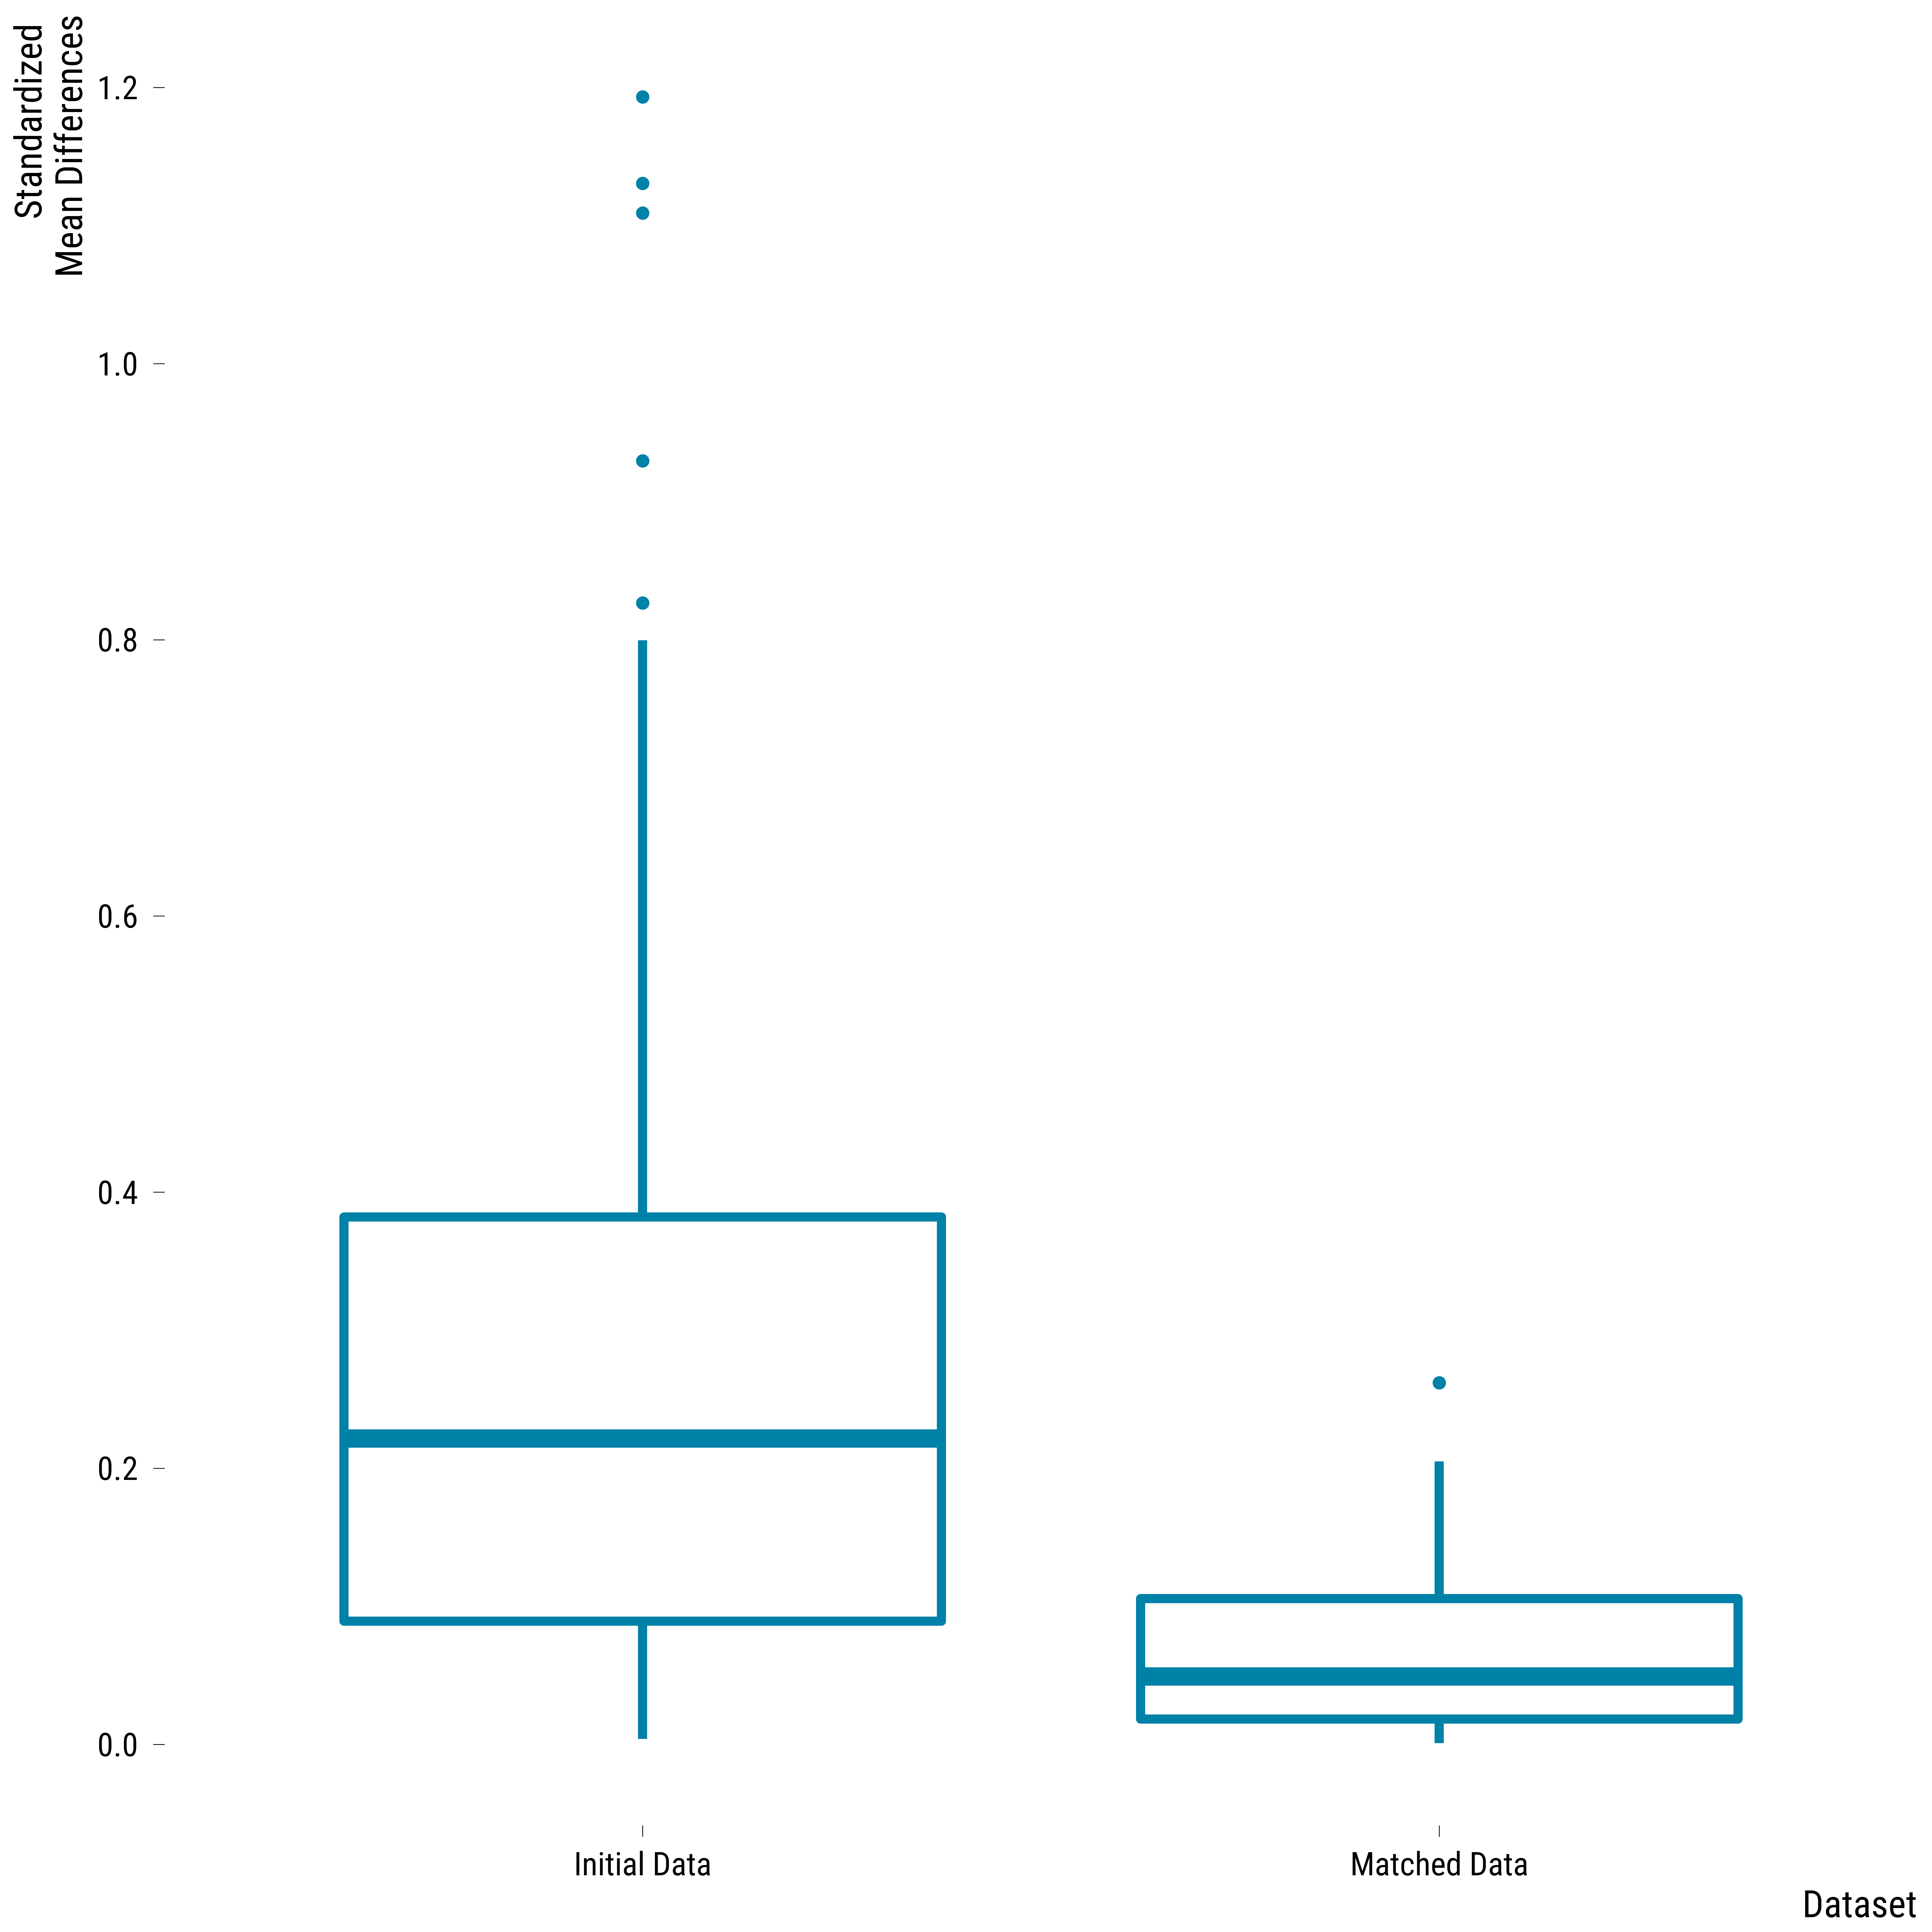 Standardized
Mean Differences
1.2
1.0
0.8
0.6
0.4
0.2
0.0
Initial Data
Matched Data
Dataset